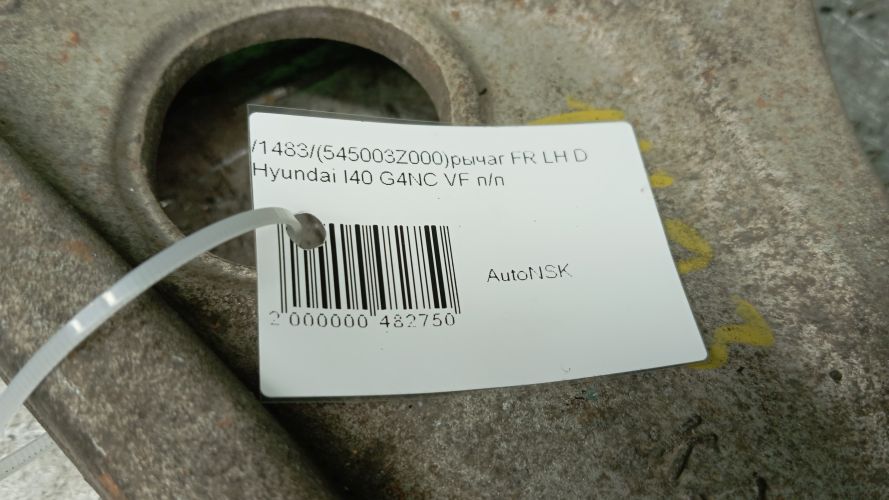 /1483/(545003Z000)рычаг FR LH D
Hyundai I40 G4NC VF п/п
AutoNSK
2 000000 482750